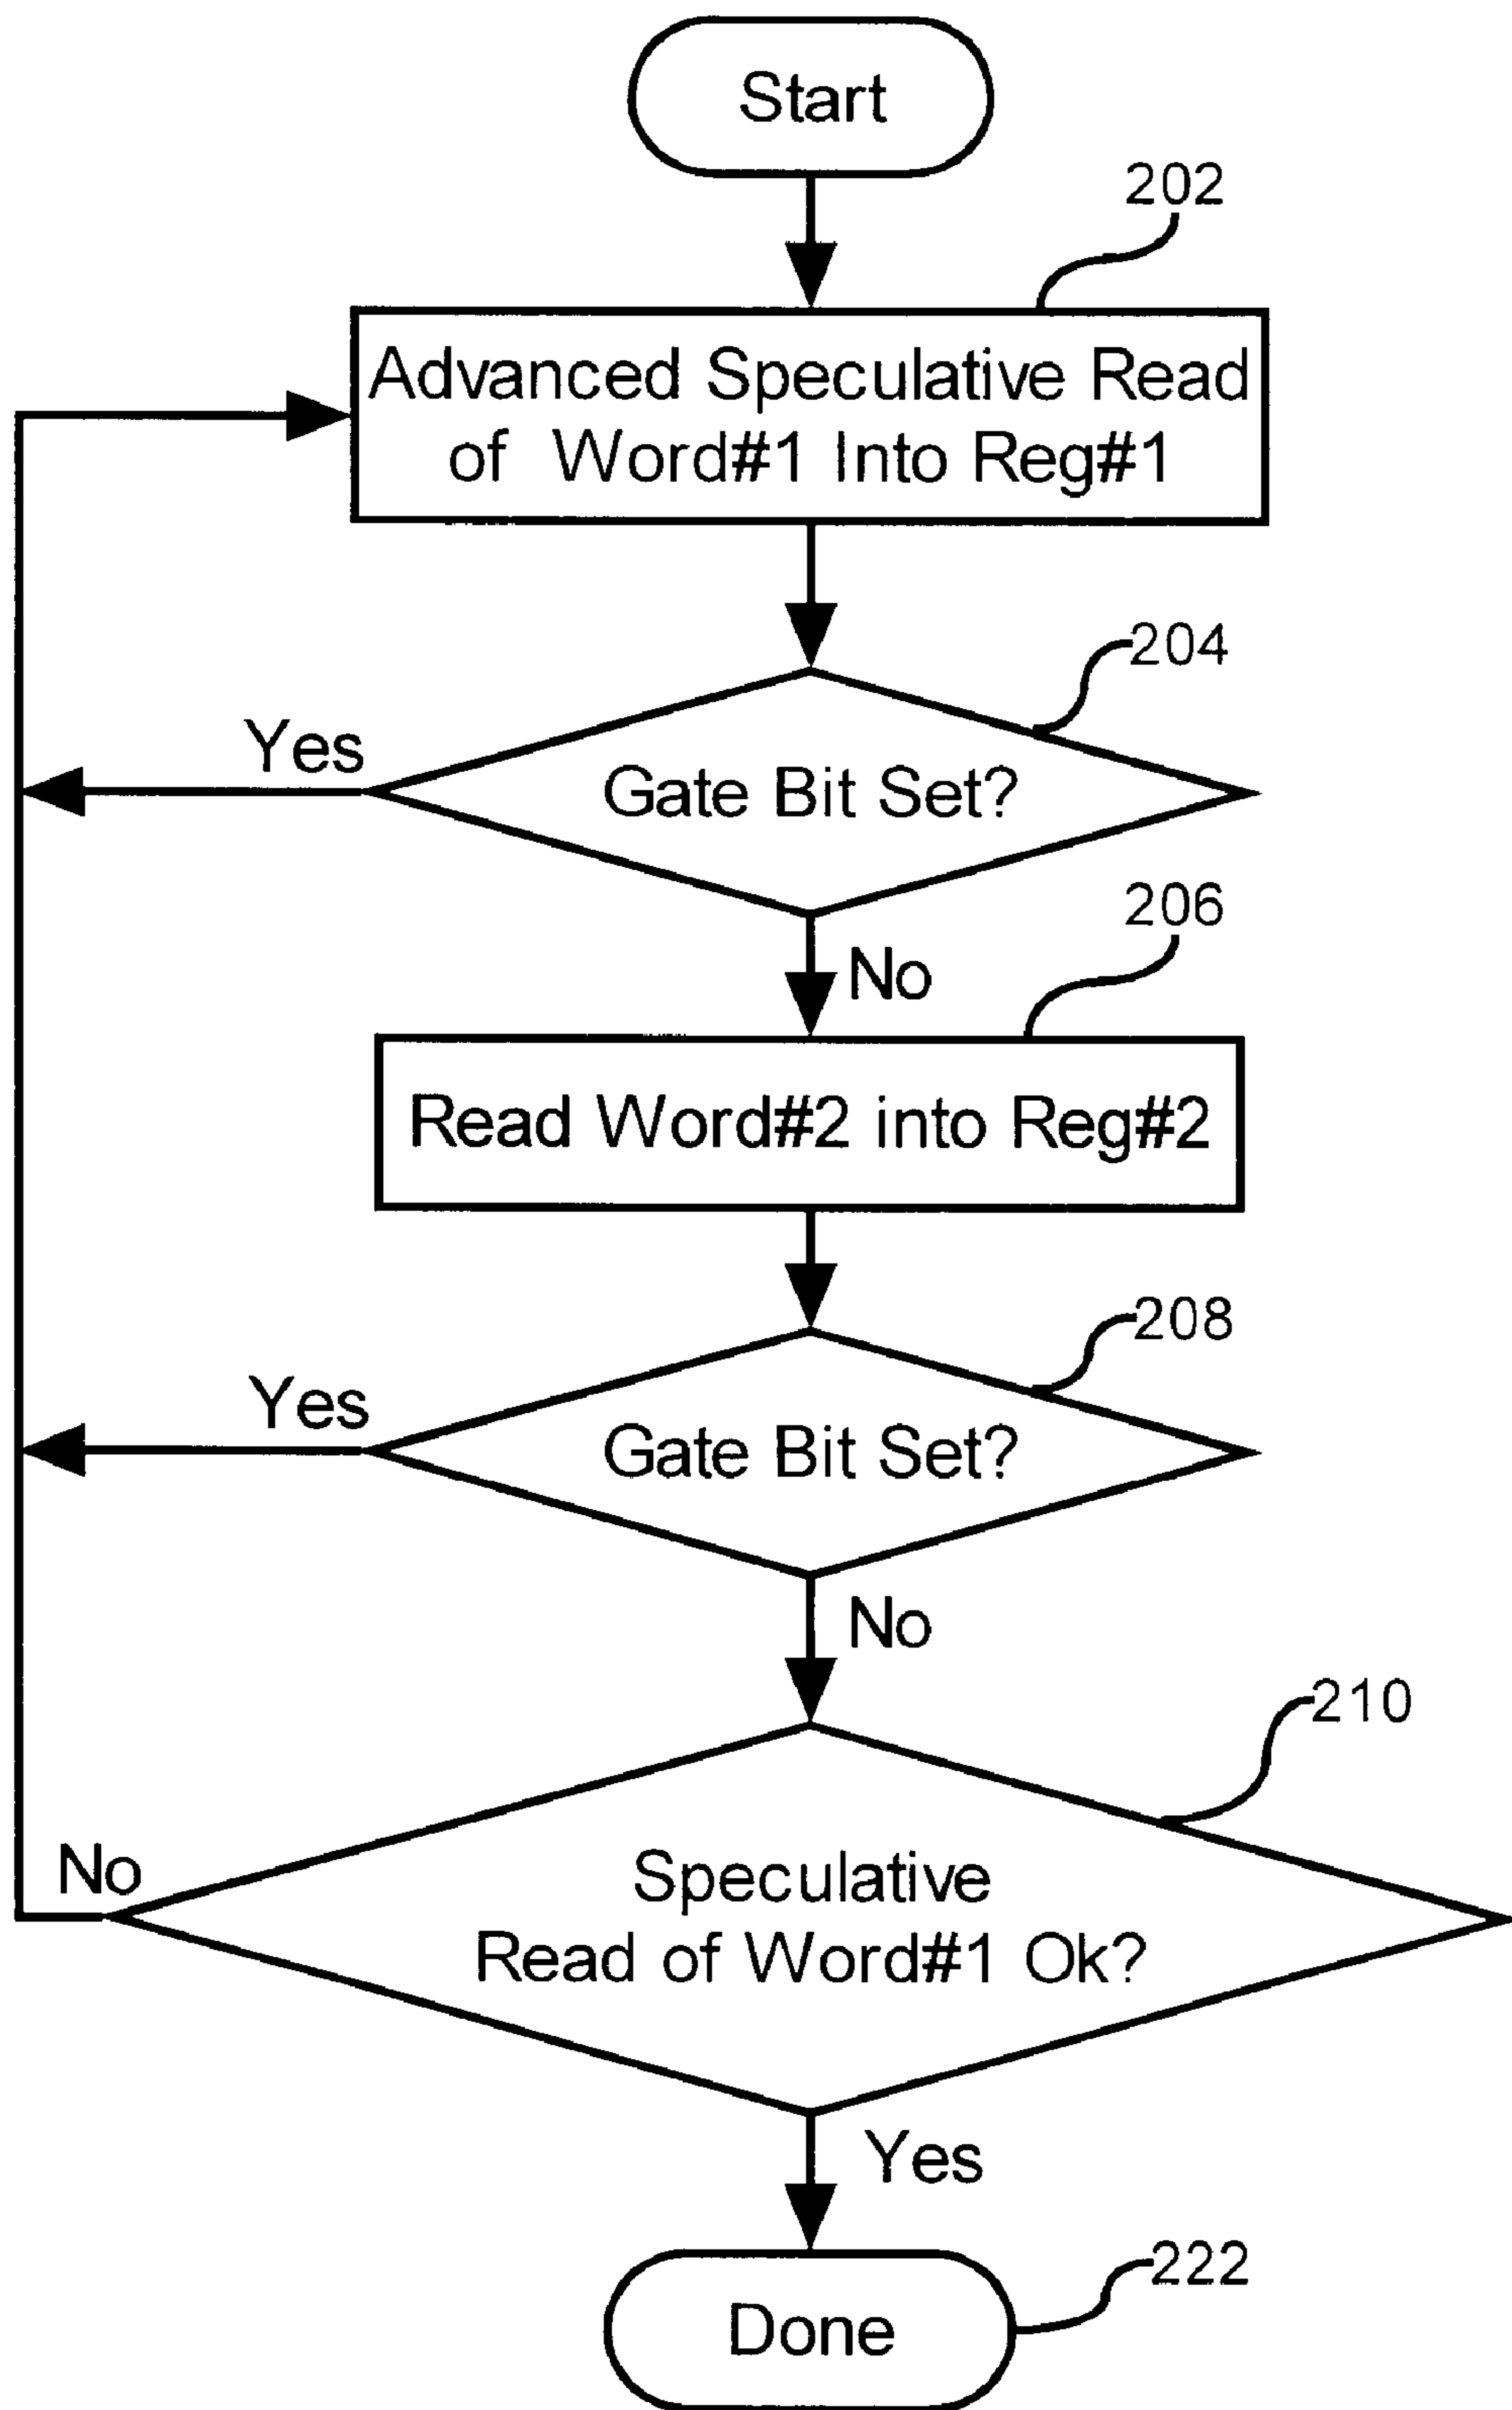 Start
202
Advanced Speculative Read
of Word#1 Into Reg#1
204
Yes
Gate Bit Set?
206
No
Read Word#2 into Reg#2
208
Yes
Gate Bit Set?
No
210
No
Speculative
Read of Word#1 Ok?
Yes
222
Done